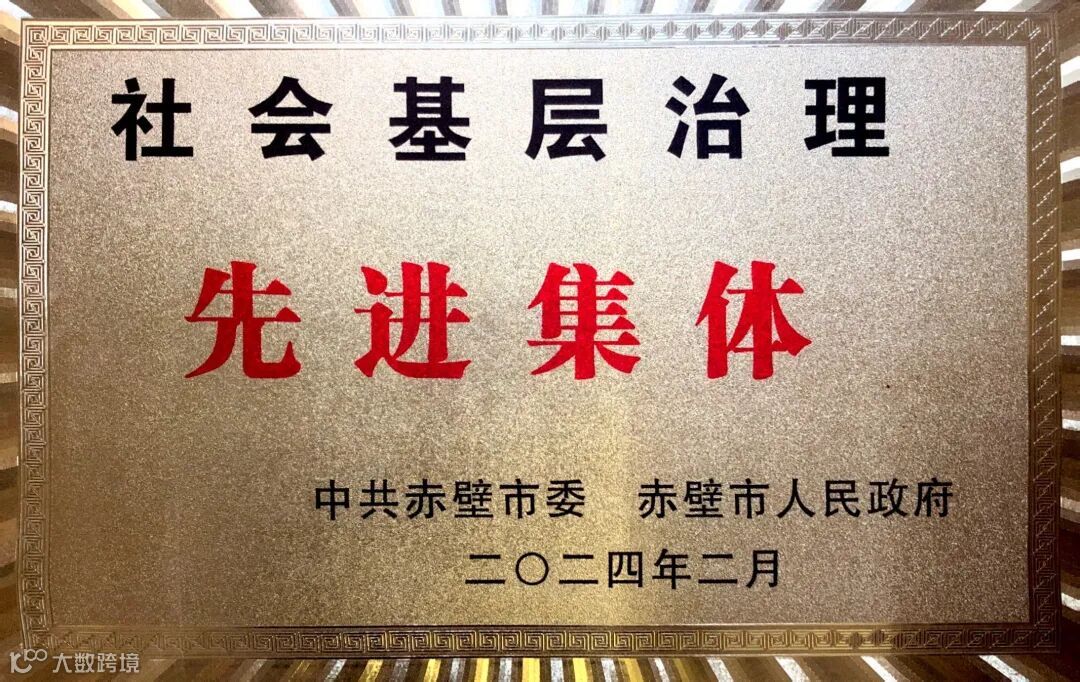 社会基层治理
先进集体
中共赤壁市委 赤壁市人民政府
二〇二四年二月
大数跨境